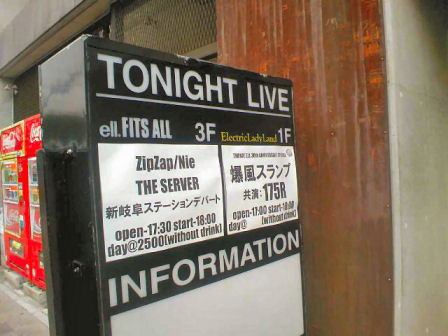 TONIGHT LIVE
ell.FITS ALL 3F
ElectricLadyLand 1F
ZipZap/Nie
THE SERVER
新岐阜ステーションデパート
open-17:30 start-18:00
day@2500(without drink)
爆風スランプ
共演:175R
open-17:00 start-18:00
day@ (without drink)
INFORMATION